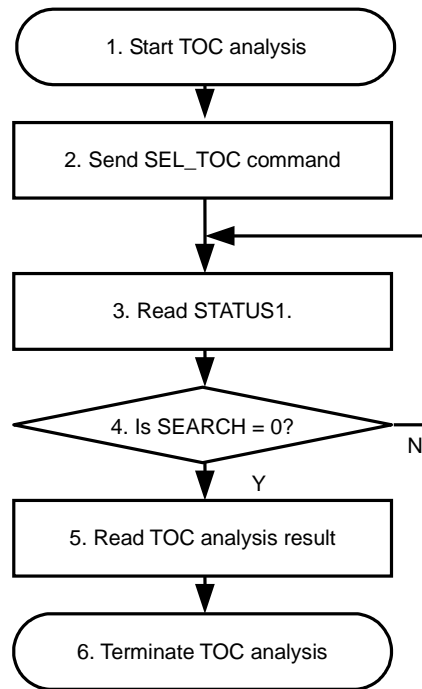 1. Start TOC analysis
2. Send SEL_TOC command
3. Read STATUS1.
4. Is SEARCH = 0?
N
Y
5. Read TOC analysis result
6. Terminate TOC analysis